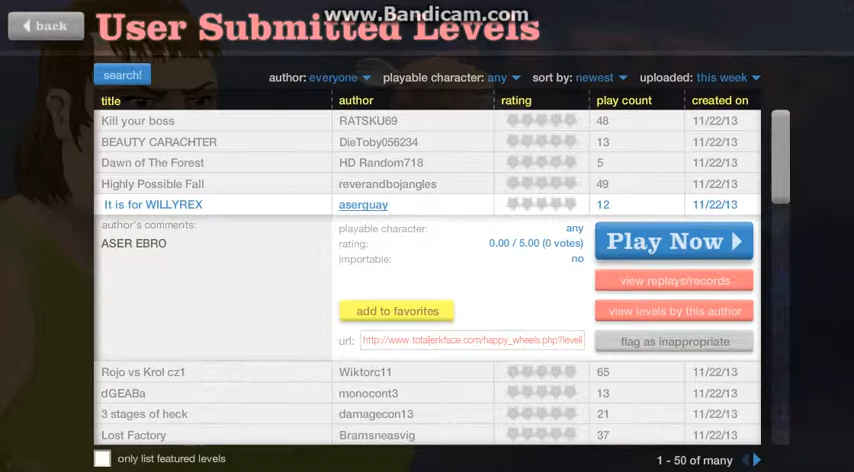 www.Bandicam.com
back
User Submitted Levels
search!
author: everyone playable character: any sort by: newest uploaded: this week
title author rating play count created on
Kill your boss RATSKU69 48 11/22/13
BEAUTY CARACHTER DieToby056234 13 11/22/13
Dawn of The Forest HD Random718 5 11/22/13
Highly Possible Fall reverandbojangles 49 11/22/13
It is for WILLYREX aserguay 12 11/22/13
author's comments:
ASER EBRO
playable character: any
rating: 0.00 / 5.00 (0 votes)
importable: no
add to favorites
url: http://www.totaljerkface.com/happy_wheels.php?levell
Play Now
view replays/records
view levels by this author
flag as inappropriate
Rojo vs Krol cz1 Wiktorc11 65 11/22/13
dGEABa monocont3 13 11/22/13
3 stages of heck damagecon13 21 11/22/13
Lost Factory Bramsneasvig 37 11/22/13
only list featured levels
1 - 50 of many